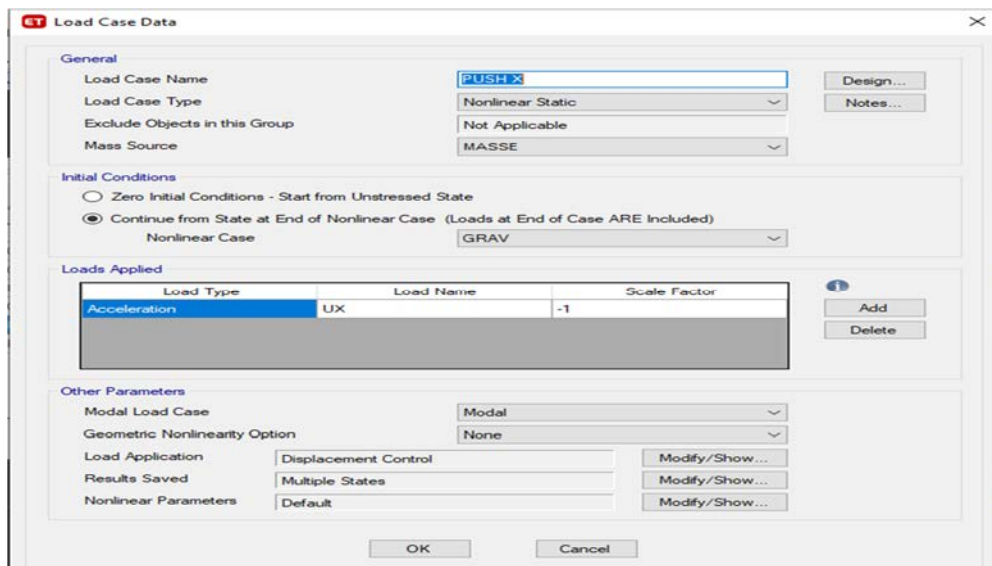 ET Load Case Data
General
Load Case Name PUSH X Design...
Load Case Type Nonlinear Static Notes...
Exclude Objects in this Group Not Applicable
Mass Source MASSE
Initial Conditions
Zero Initial Conditions - Start from Unstressed State
Continue from State at End of Nonlinear Case (Loads at End of Case ARE Included)
Nonlinear Case GRAV
Loads Applied
Load Type Load Name Scale Factor
Acceleration UX -1 Add
Delete
Other Parameters
Modal Load Case Modal
Geometric Nonlinearity Option None
Load Application Displacement Control Modify/Show...
Results Saved Multiple States Modify/Show...
Nonlinear Parameters Default Modify/Show...
OK Cancel